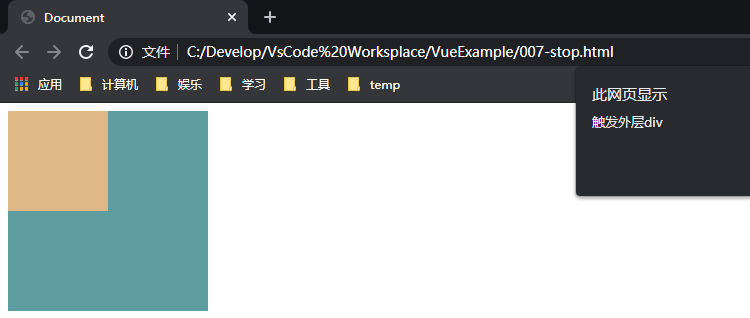 Document
文件 C:/Develop/VsCode%20Worksplace/VueExample/007-stop.html
应用 计算机 娱乐 学习 工具 temp
此网页显示
触发外层div